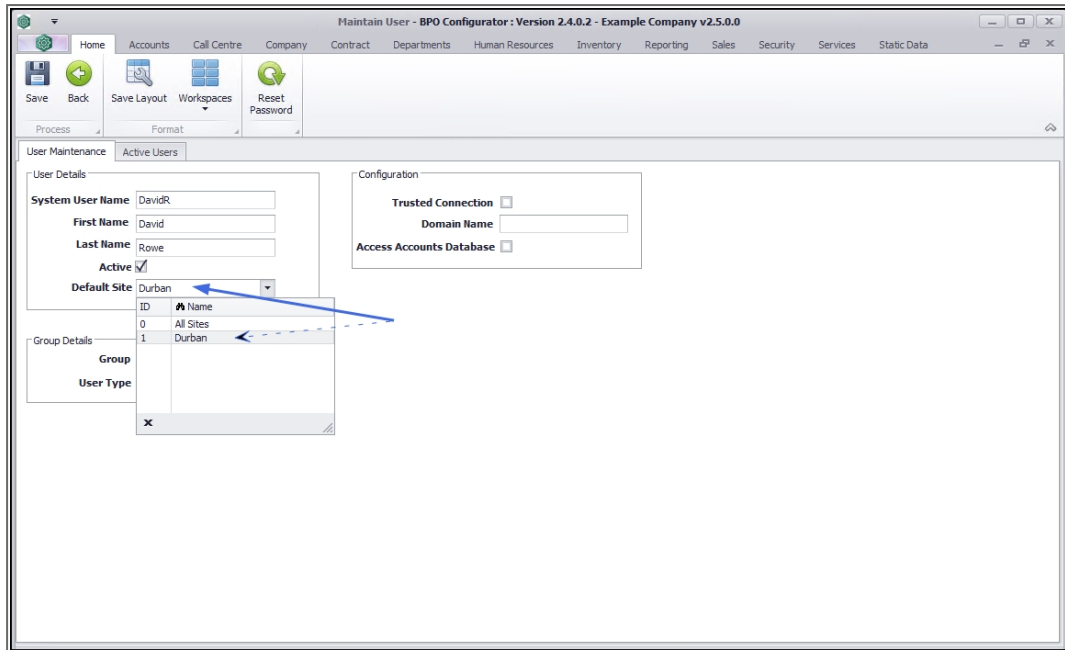 Maintain User - BPO Configurator : Version 2.4.0.2 - Example Company v2.5.0.0
Home Accounts Call Centre Company Contract Departments Human Resources Inventory Reporting Sales Security Services Static Data
Save Back Save Layout Workspaces Reset Password
Process Format
User Maintenance Active Users
User Details
System User Name DavidR
First Name David
Last Name Rowe
Active
Default Site Durban
ID Name
0 All Sites
1 Durban
Group Details
Group
User Type
x
Configuration
Trusted Connection
Domain Name
Access Accounts Database